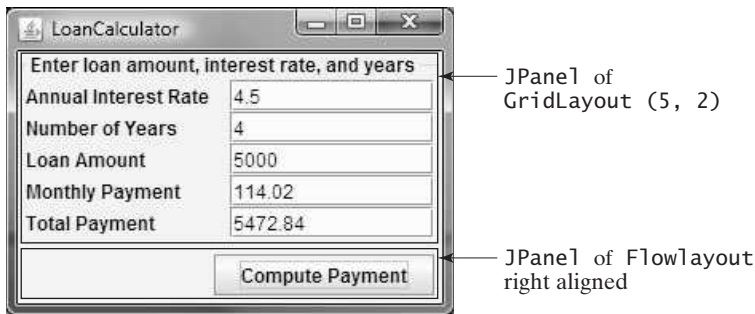 LoanCalculator
Enter loan amount, interest rate, and years
Annual Interest Rate 4.5
Number of Years 4
Loan Amount 5000
Monthly Payment 114.02
Total Payment 5472.84
Compute Payment
JPanel of
GridLayout (5, 2)
JPanel of Flowlayout
right aligned